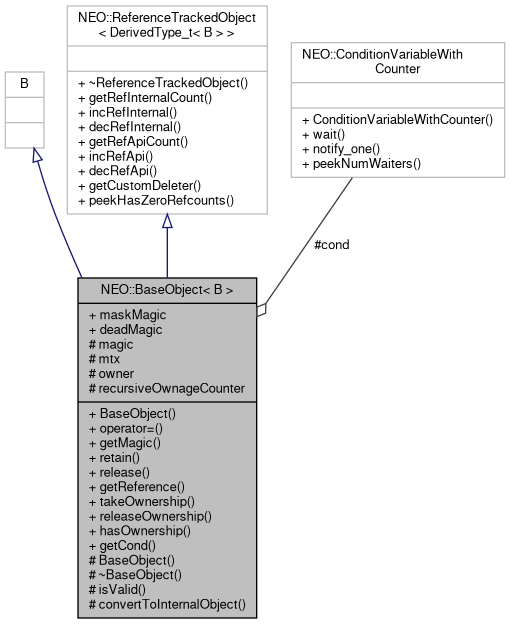 NEO::ReferenceTrackedObject
< DerivedType_t< B > >
+ ~ReferenceTrackedObject()
+ getRefInternalCount()
+ incRefInternal()
+ decRefInternal()
+ getRefApiCount()
+ incRefApi()
+ decRefApi()
+ getCustomDeleter()
+ peekHasZeroRefcounts()
B
NEO::ConditionVariableWith
Counter
+ ConditionVariableWithCounter()
+ wait()
+ notify_one()
+ peekNumWaiters()
#cond
NEO::BaseObject< B >
+ maskMagic
+ deadMagic
# magic
# mtx
# owner
# recursiveOwnageCounter
+ BaseObject()
+ operator=()
+ getMagic()
+ retain()
+ release()
+ getReference()
+ takeOwnership()
+ releaseOwnership()
+ hasOwnership()
+ getCond()
# BaseObject()
# ~BaseObject()
# isValid()
# convertToInternalObject()